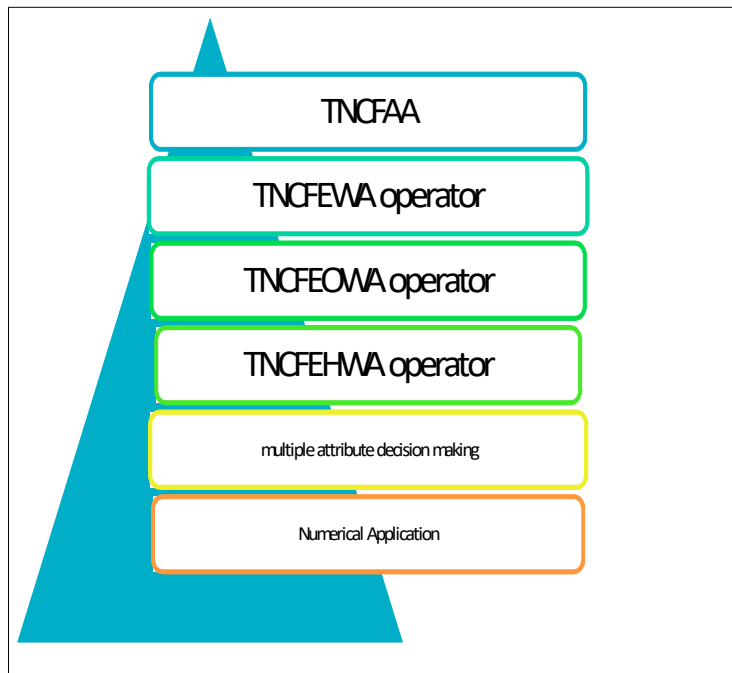 TNCFAA
TNCFEWA operator
TNCFEOWA operator
TNCFEHWA operator
multiple attribute decision making
Numerical Application